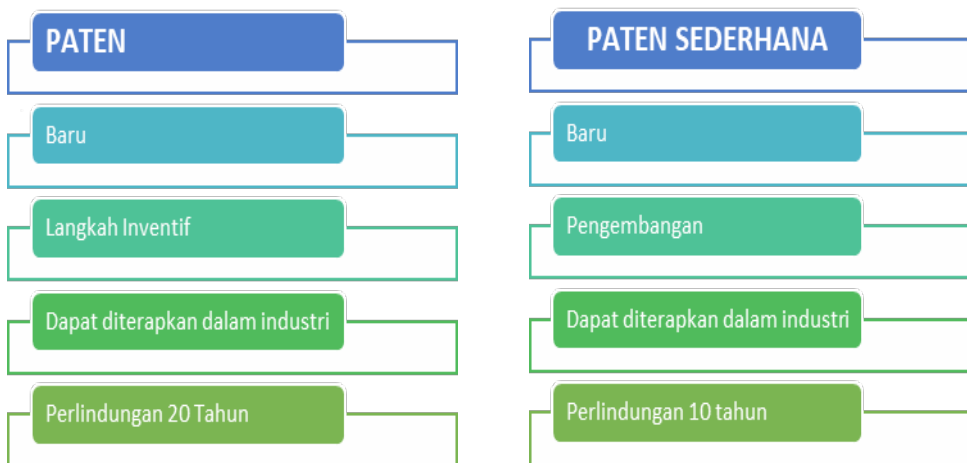 PATEN
Baru
Langkah Inventif
Dapat diterapkan dalam industri
Perlindungan 20 Tahun
PATEN SEDERHANA
Baru
Pengembangan
Dapat diterapkan dalam industri
Perlindungan 10 tahun